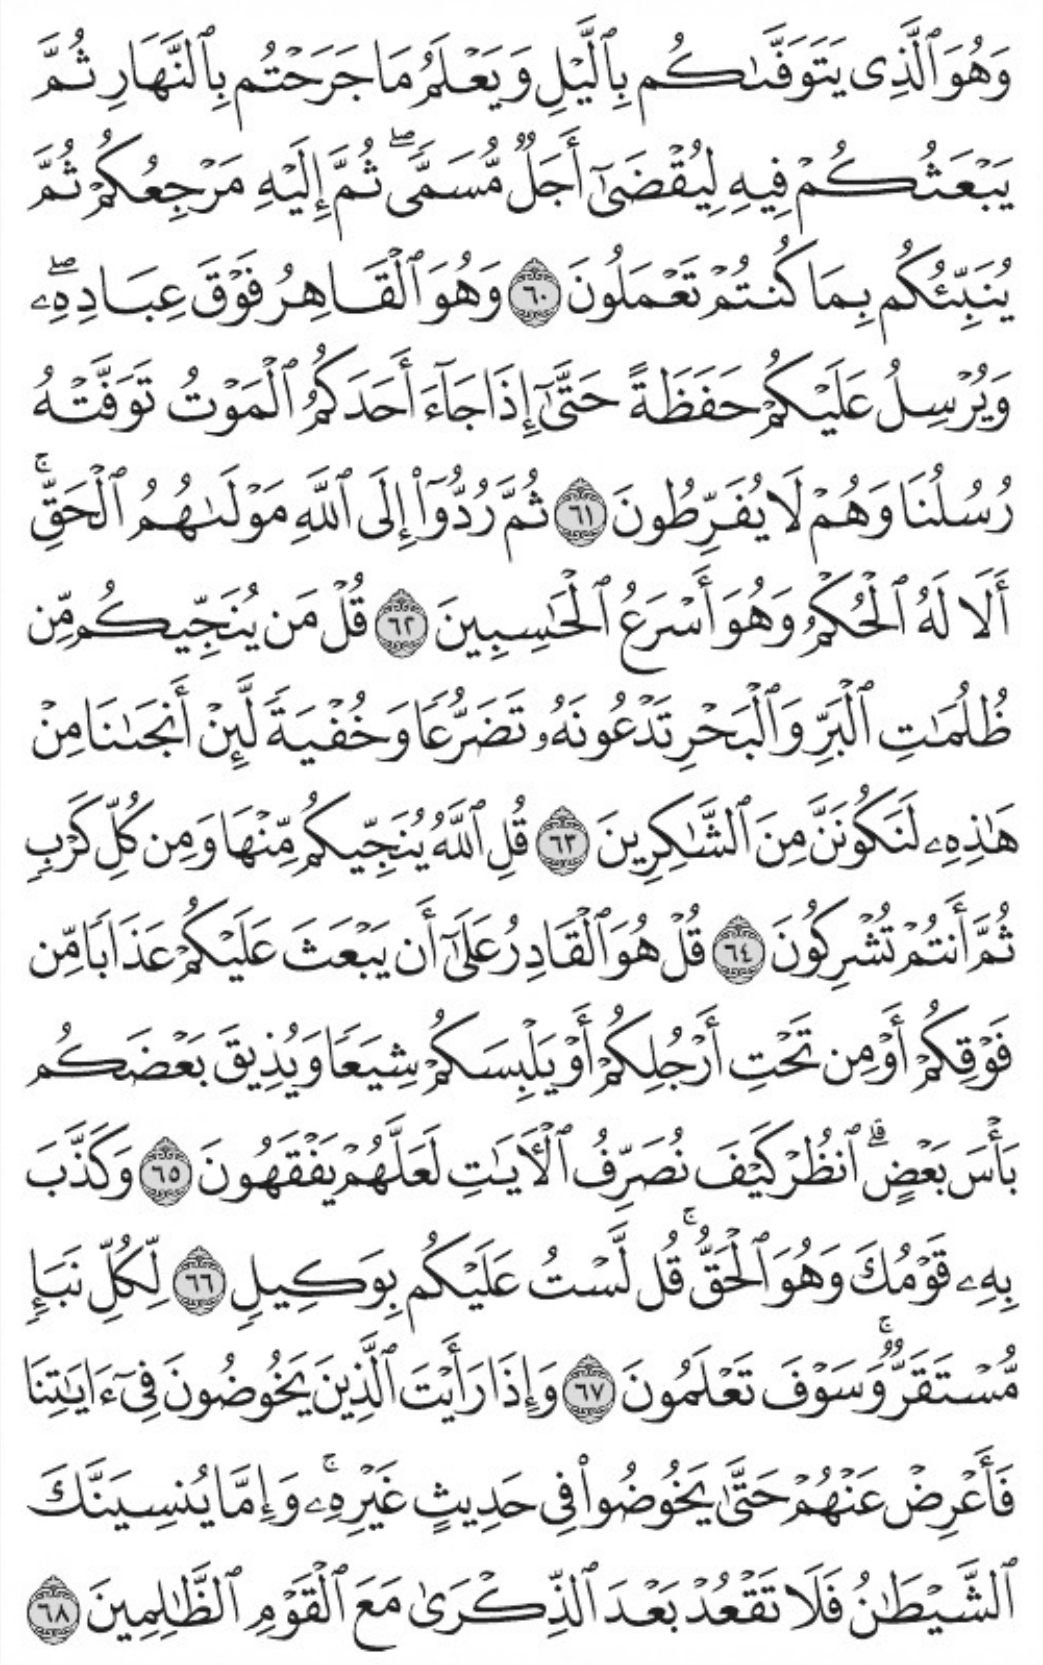 وَهُوَ ٱلَّذِى يَتَوَفَّىٰكُم بِٱلَّيْلِ وَيَعْلَمُ مَا جَرَحْتُم بِٱلنَّهَارِ ثُمَّ
يَبْعَثُكُمْ فِيهِ لِيُقْضَىٰٓ أَجَلٌ مُّسَمًّى ۖ ثُمَّ إِلَيْهِ مَرْجِعُكُمْ ثُمَّ
يُنَبِّئُكُم بِمَا كُنتُمْ تَعْمَلُونَ ٦٠ وَهُوَ ٱلْقَاهِرُ فَوْقَ عِبَادِهِۦ ۖ
وَيُرْسِلُ عَلَيْكُمْ حَفَظَةً حَتَّىٰٓ إِذَا جَآءَ أَحَدَكُمُ ٱلْمَوْتُ تَوَفَّتْهُ
رُسُلُنَا وَهُمْ لَا يُفَرِّطُونَ ٦١ ثُمَّ رُدُّوٓا۟ إِلَى ٱللَّهِ مَوْلَىٰهُمُ ٱلْحَقِّ ۚ
أَلَا لَهُ ٱلْحُكْمُ وَهُوَ أَسْرَعُ ٱلْحَـٰسِبِينَ ٦٢ قُلْ مَن يُنَجِّيكُم مِّن
ظُلُمَـٰتِ ٱلْبَرِّ وَٱلْبَحْرِ تَدْعُونَهُۥ تَضَرُّعًا وَخُفْيَةً لَّئِنْ أَنجَىٰنَا مِنْ
هَـٰذِهِۦ لَنَكُونَنَّ مِنَ ٱلشَّـٰكِرِينَ ٦٣ قُلِ ٱللَّهُ يُنَجِّيكُم مِّنْهَا وَمِن كُلِّ كَرْبٍ
ثُمَّ أَنتُمْ تُشْرِكُونَ ٦٤ قُلْ هُوَ ٱلْقَادِرُ عَلَىٰٓ أَن يَبْعَثَ عَلَيْكُمْ عَذَابًا مِّن
فَوْقِكُمْ أَوْ مِن تَحْتِ أَرْجُلِكُمْ أَوْ يَلْبِسَكُمْ شِيَعًا وَيُذِيقَ بَعْضَكُم
بَأْسَ بَعْضٍ ۗ ٱنظُرْ كَيْفَ نُصَرِّفُ ٱلْـَٔايَـٰتِ لَعَلَّهُمْ يَفْقَهُونَ ٦٥ وَكَذَّبَ
بِهِۦ قَوْمُكَ وَهُوَ ٱلْحَقُّ ۚ قُل لَّسْتُ عَلَيْكُم بِوَكِيلٍ ٦٦ لِّكُلِّ نَبَإٍ
مُّسْتَقَرٌّ ۚ وَسَوْفَ تَعْلَمُونَ ٦٧ وَإِذَا رَأَيْتَ ٱلَّذِينَ يَخُوضُونَ فِىٓ ءَايَـٰتِنَا
فَأَعْرِضْ عَنْهُمْ حَتَّىٰ يَخُوضُوا۟ فِى حَدِيثٍ غَيْرِهِۦ ۚ وَإِمَّا يُنسِيَنَّكَ
ٱلشَّيْطَـٰنُ فَلَا تَقْعُدْ بَعْدَ ٱلذِّكْرَىٰ مَعَ ٱلْقَوْمِ ٱلظَّـٰلِمِينَ ٦٨